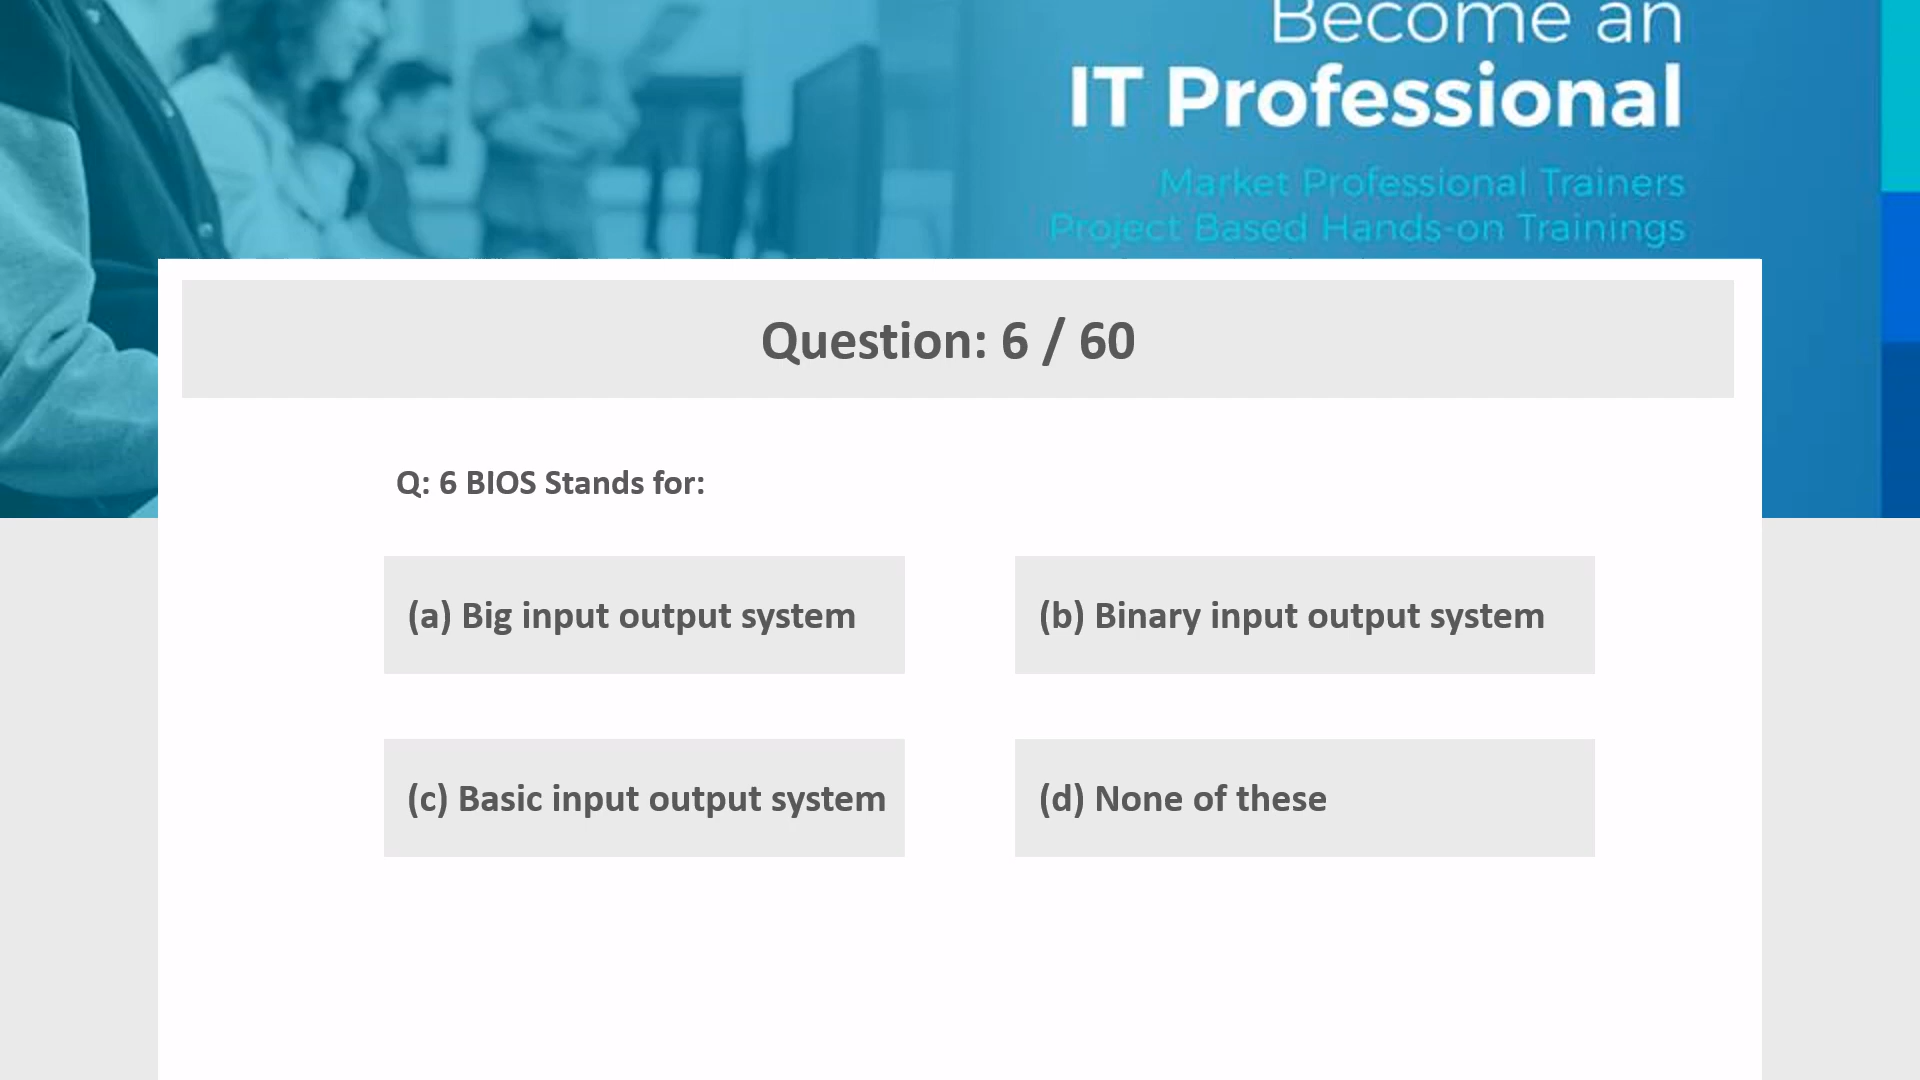 Become an
IT Professional
Market Professional Trainers
Project Based Hands-on Trainings
Question: 6 / 60
Q: 6 BIOS Stands for:
(a) Big input output system
(b) Binary input output system
(c) Basic input output system
(d) None of these